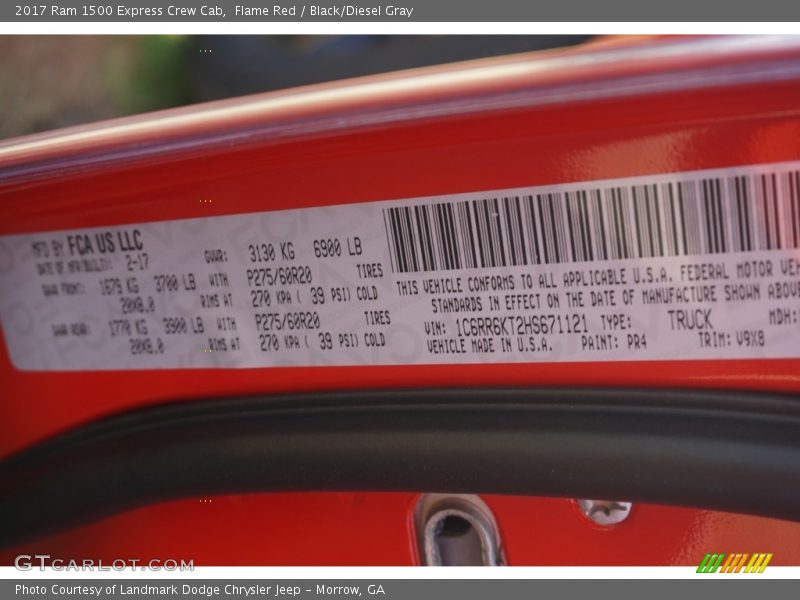 2017 Ram 1500 Express Crew Cab,  Flame Red / Black/Diesel Gray
MFD BY FCA US LLC
DATE OF MFR(BUILT): 2-17
GVWR: 3130 KG 6900 LB
GAWR FRONT: 1679 KG 3700 LB WITH P275/60R20 TIRES
20X8.0 RIMS AT 270 KPA ( 39 PSI) COLD
GAWR REAR: 1770 KG 3900 LB WITH P275/60R20 TIRES
20X8.0 RIMS AT 270 KPA ( 39 PSI) COLD
THIS VEHICLE CONFORMS TO ALL APPLICABLE U.S.A. FEDERAL MOTOR
STANDARDS IN EFFECT ON THE DATE OF MANUFACTURE SHOWN
VIN: 1C6RR6KT2HS671121 TYPE: TRUCK MDH:
VEHICLE MADE IN U.S.A. PAINT: PR4 TRIM: V9X8
GTCARLOT.COM
Photo Courtesy of Landmark Dodge Chrysler Jeep – Morrow, GA